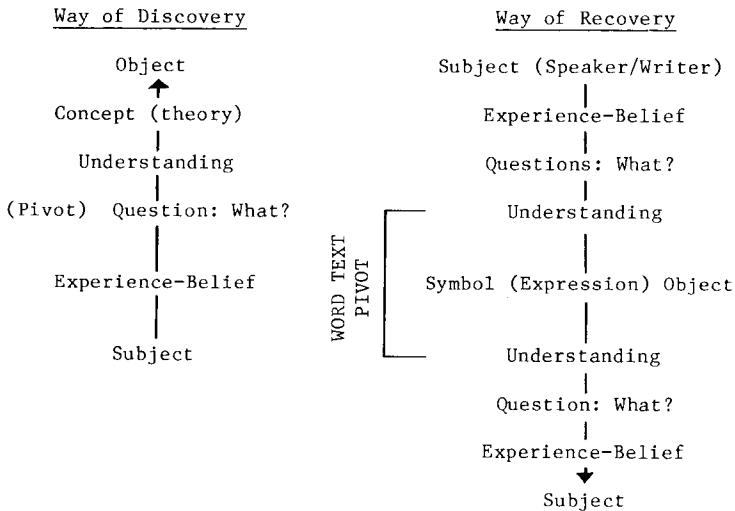 Way of Discovery
Object
Concept (theory)
Understanding
(Pivot) Question: What?
Experience-Belief
Subject
Way of Recovery
Subject (Speaker/Writer)
Experience-Belief
Questions: What?
Understanding
WORD TEXT
PIVOT
Symbol (Expression) Object
Understanding
Question: What?
Experience-Belief
Subject